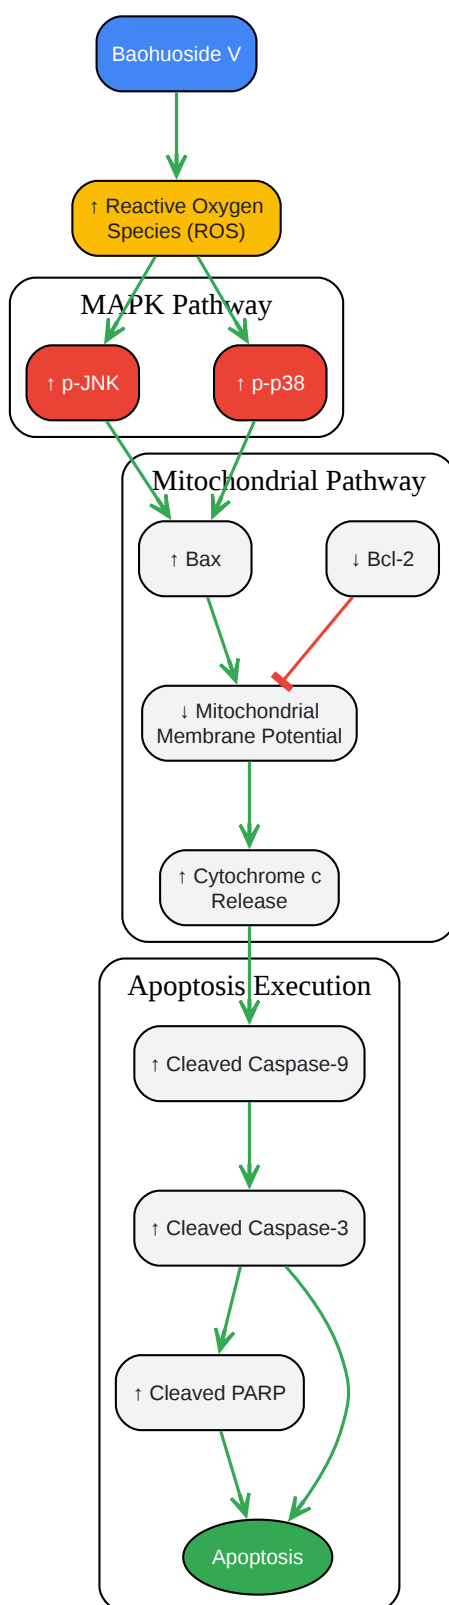 Baohuoside V
↑ Reactive Oxygen
Species (ROS)
MAPK Pathway
↑ p-JNK
↑ p-p38
Mitochondrial Pathway
↑ Bax
↓ Bcl-2
↓ Mitochondrial
Membrane Potential
↑ Cytochrome c
Release
Apoptosis Execution
↑ Cleaved Caspase-9
↑ Cleaved Caspase-3
↑ Cleaved PARP
Apoptosis